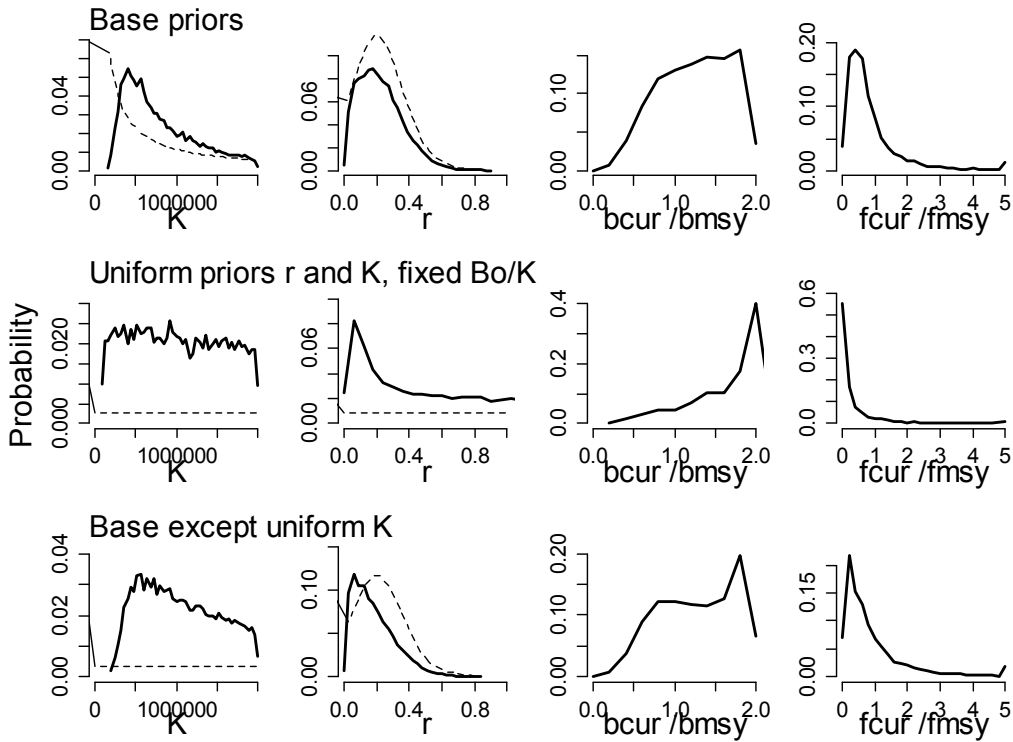 Base priors
0.00 0.04
0 1000000
K
0.00 0.06
0.0 0.4 0.8
r
0.00 0.10
0.0 1.0 2.0
bcur /bmsy
0.00 0.10 0.20
0 1 2 3 4 5
fcur /fmsy
Probability
Uniform priors r and K, fixed Bo/K
0.000 0.020
0 1000000
K
0.00 0.06
0.0 0.4 0.8
r
0.0 0.2 0.4
0.0 1.0 2.0
bcur /bmsy
0.0 0.3 0.6
0 1 2 3 4 5
fcur /fmsy
Base except uniform K
0.00 0.02 0.04
0 1000000
K
0.00 0.10
0.0 0.4 0.8
r
0.00 0.10 0.20
0.0 1.0 2.0
bcur /bmsy
0.00 0.15
0 1 2 3 4 5
fcur /fmsy